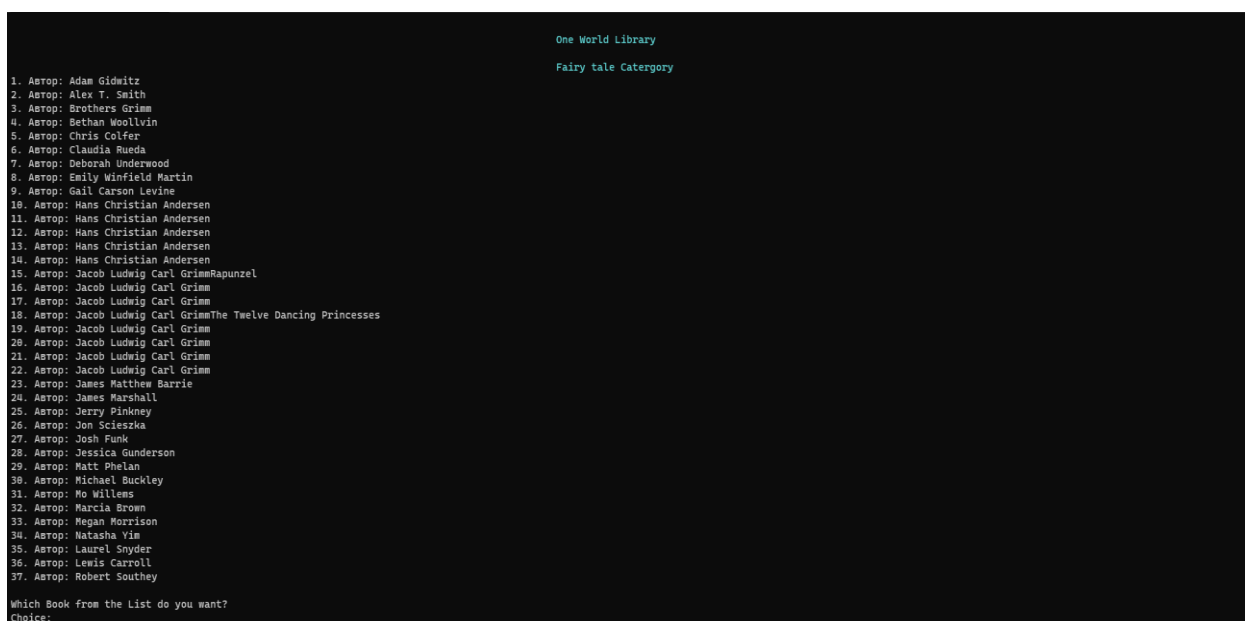 One World Library
Fairy tale Catergory
1. Автор: Adam Gidwitz
2. Автор: Alex T. Smith
3. Автор: Brothers Grimm
4. Автор: Bethan Woollvin
5. Автор: Chris Colfer
6. Автор: Claudia Rueda
7. Автор: Deborah Underwood
8. Автор: Emily Winfield Martin
9. Автор: Gail Carson Levine
10. Автор: Hans Christian Andersen
11. Автор: Hans Christian Andersen
12. Автор: Hans Christian Andersen
13. Автор: Hans Christian Andersen
14. Автор: Hans Christian Andersen
15. Автор: Jacob Ludwig Carl GrimmRapunzel
16. Автор: Jacob Ludwig Carl Grimm
17. Автор: Jacob Ludwig Carl Grimm
18. Автор: Jacob Ludwig Carl GrimmThe Twelve Dancing Princesses
19. Автор: Jacob Ludwig Carl Grimm
20. Автор: Jacob Ludwig Carl Grimm
21. Автор: Jacob Ludwig Carl Grimm
22. Автор: Jacob Ludwig Carl Grimm
23. Автор: James Matthew Barrie
24. Автор: James Marshall
25. Автор: Jerry Pinkney
26. Автор: Jon Scieszka
27. Автор: Josh Funk
28. Автор: Jessica Gunderson
29. Автор: Matt Phelan
30. Автор: Michael Buckley
31. Автор: Mo Willems
32. Автор: Marcia Brown
33. Автор: Megan Morrison
34. Автор: Natasha Yim
35. Автор: Laurel Snyder
36. Автор: Lewis Carroll
37. Автор: Robert Southey
Which Book from the List do you want?
Choice: